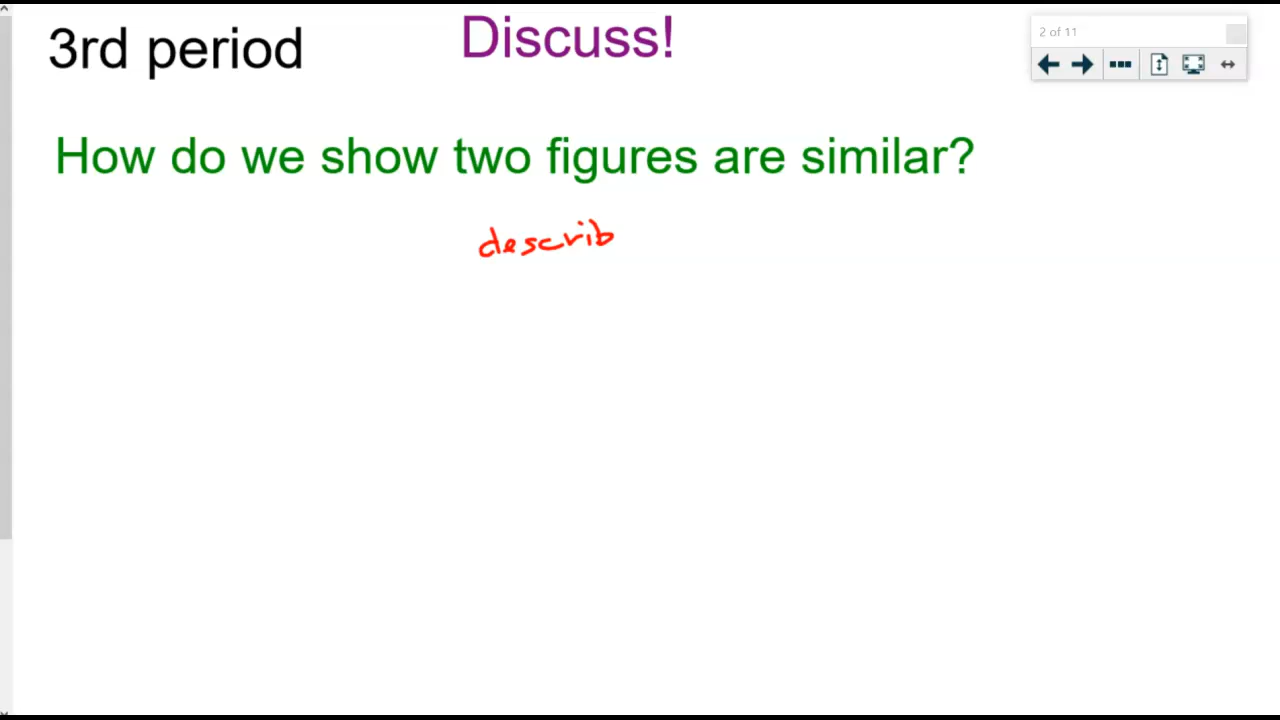 3rd period
Discuss!
2 of 11
How do we show two figures are similar?
describ